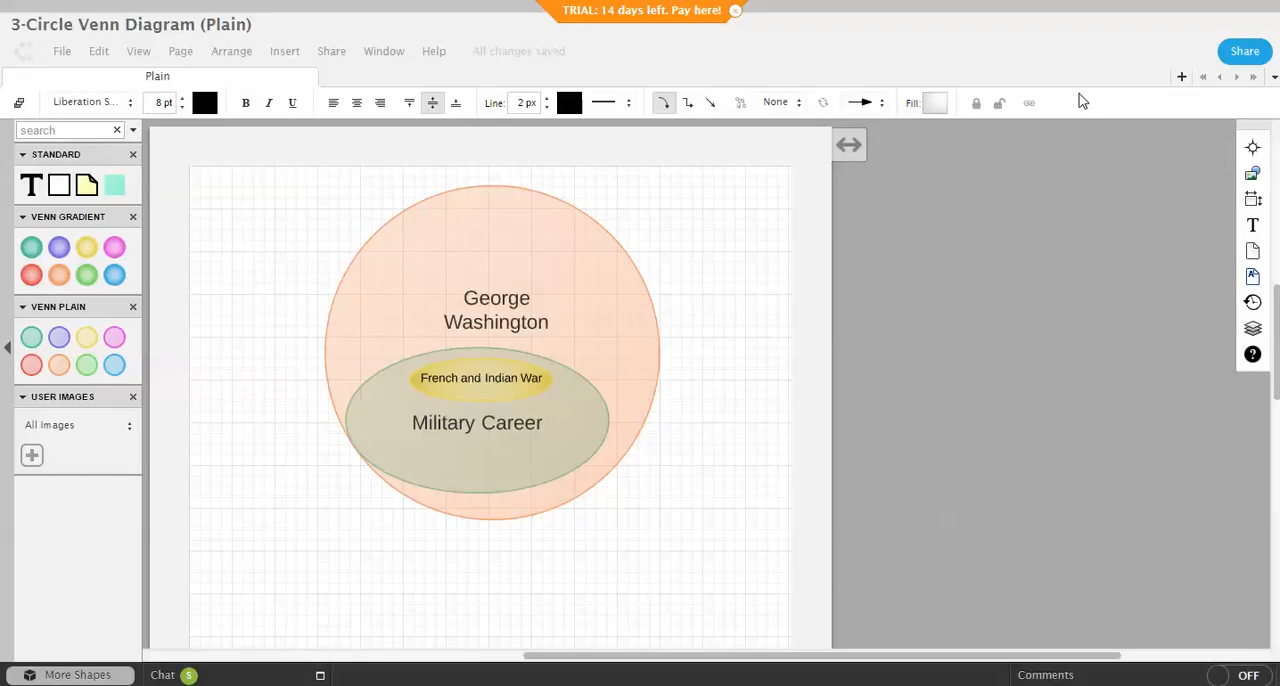 TRIAL: 14 days left. Pay here!
3-Circle Venn Diagram (Plain)
File Edit View Page Arrange Insert Share Window Help All changes saved
Share
Plain
Liberation S... 8 pt B I U Line: 2 px None Fill:
search
STANDARD
T
VENN GRADIENT
VENN PLAIN
USER IMAGES
All Images
George
Washington
French and Indian War
Military Career
T
A
?
More Shapes Chat S Comments OFF